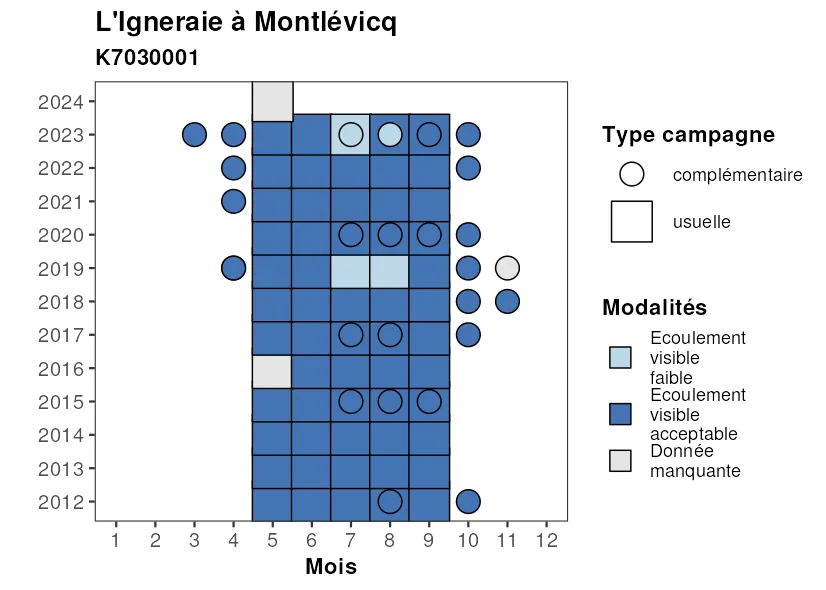 L'Igneraie à Montlévicq
K7030001
2024
2023
2022
2021
2020
2019
2018
2017
2016
2015
2014
2013
2012
1 2 3 4 5 6 7 8 9 10 11 12
Mois
Type campagne
complémentaire
usuelle
Modalités
Ecoulement
visible
faible
Ecoulement
visible
acceptable
Donnée
manquante